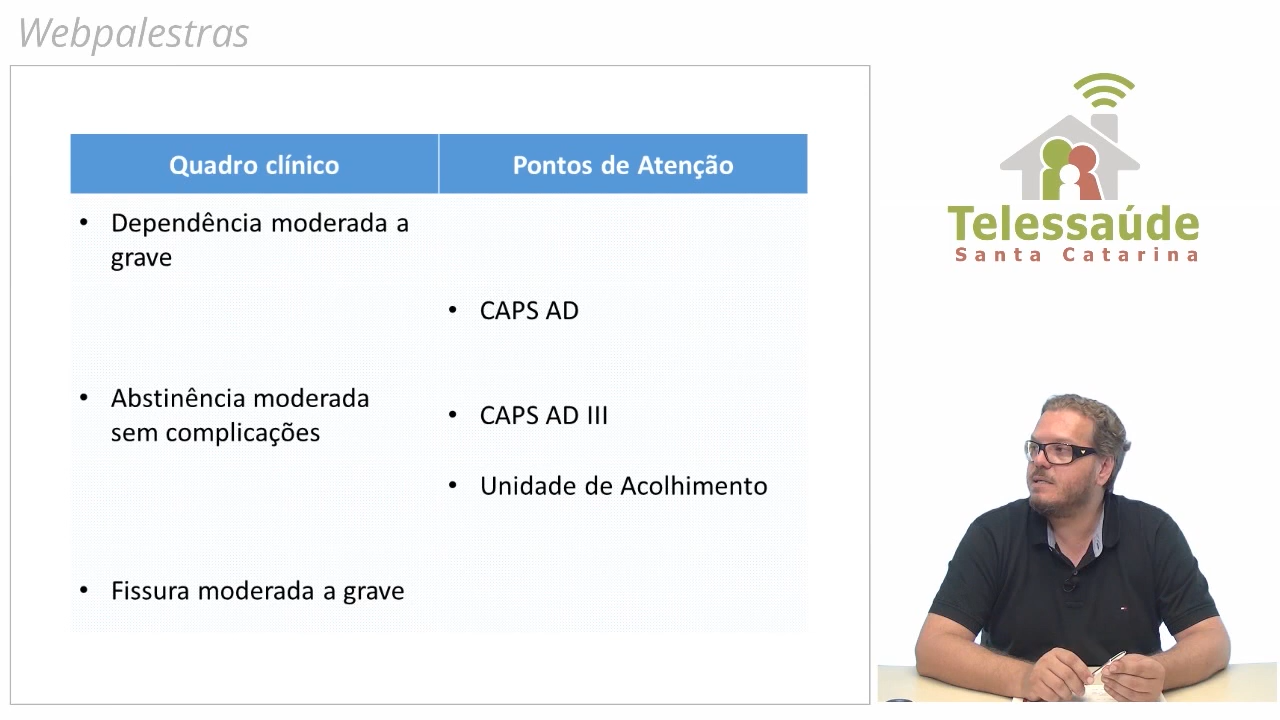 Webpalestras
Quadro clínico
Pontos de Atenção
• Dependência moderada a
grave
• CAPS AD
• Abstinência moderada
sem complicações
• CAPS AD III
• Unidade de Acolhimento
• Fissura moderada a grave
Telessaúde
Santa Catarina